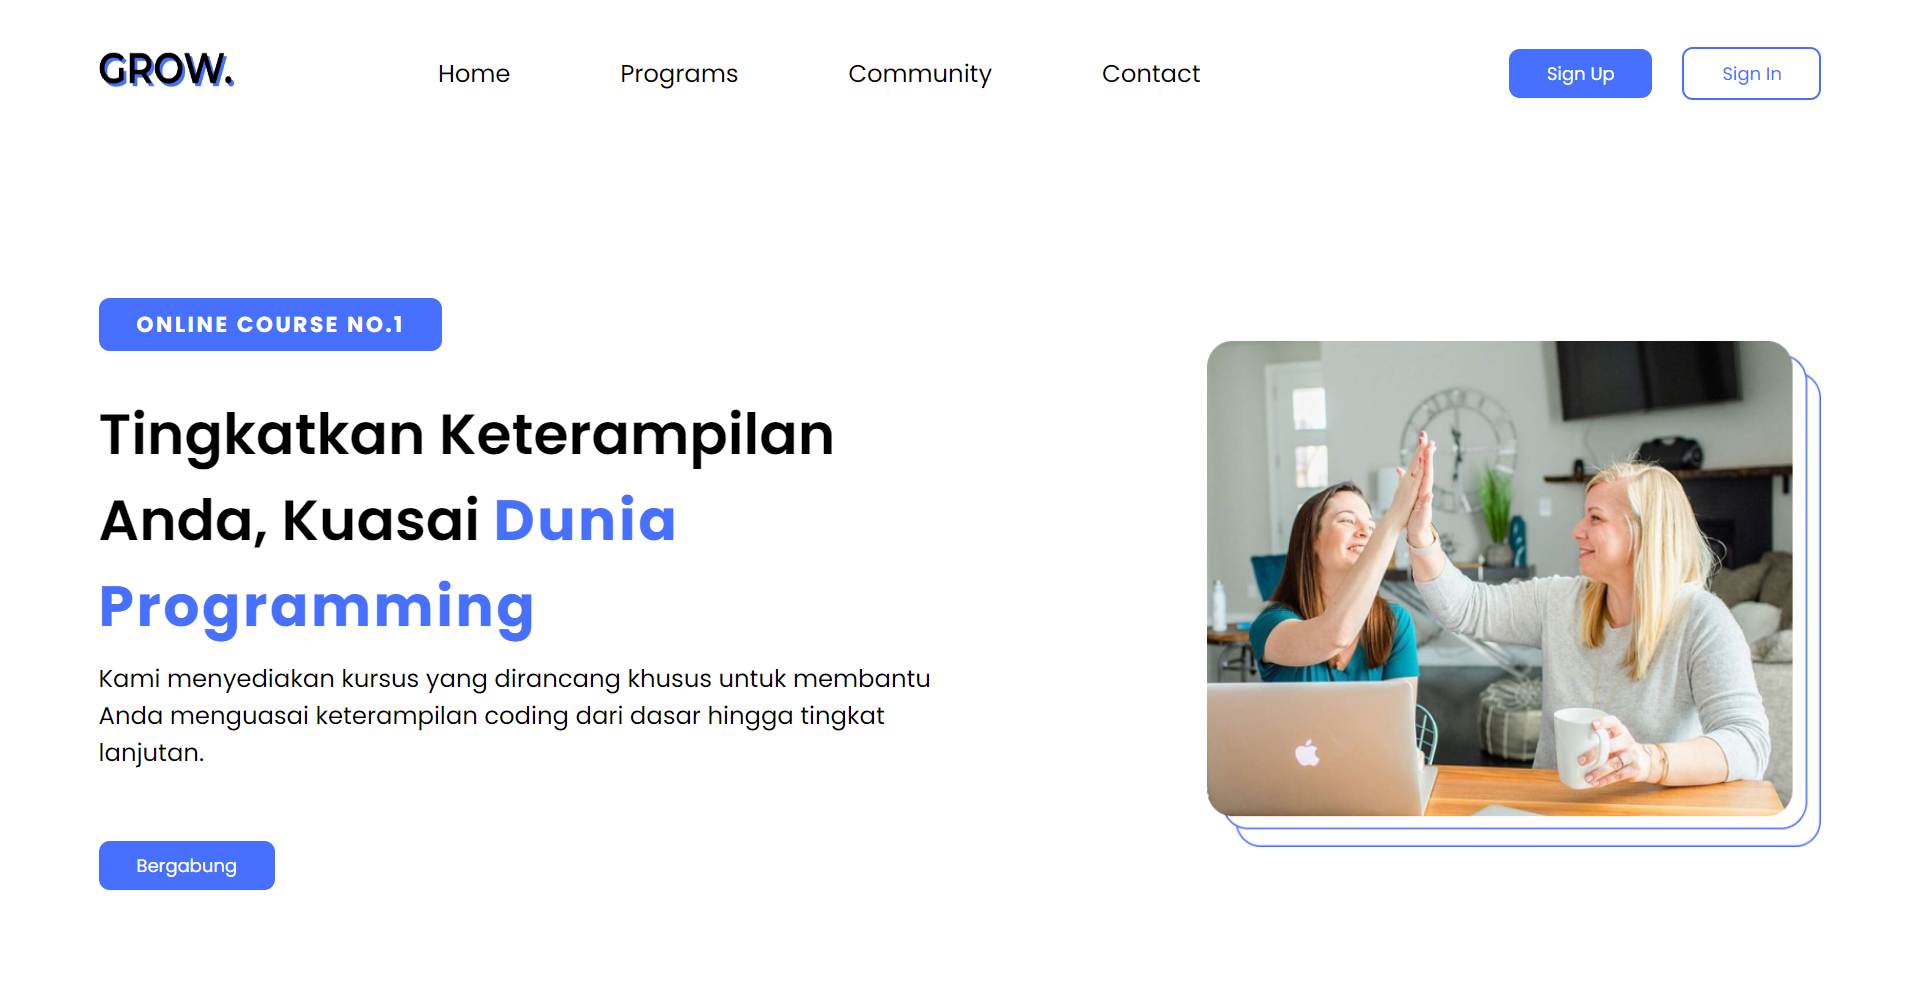 GROW.
Home
Programs
Community
Contact
Sign Up
Sign In
ONLINE COURSE NO.1
Tingkatkan Keterampilan
Anda, Kuasai Dunia
Programming
Kami menyediakan kursus yang dirancang khusus untuk membantu
Anda menguasai keterampilan coding dari dasar hingga tingkat
lanjutan.
Bergabung